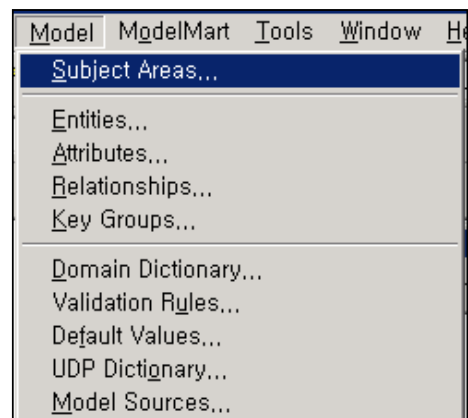 Model ModelMart Tools Window He
Subject Areas...
Entities...
Attributes...
Relationships...
Key Groups...
Domain Dictionary...
Validation Rules...
Default Values...
UDP Dictionary...
Model Sources...